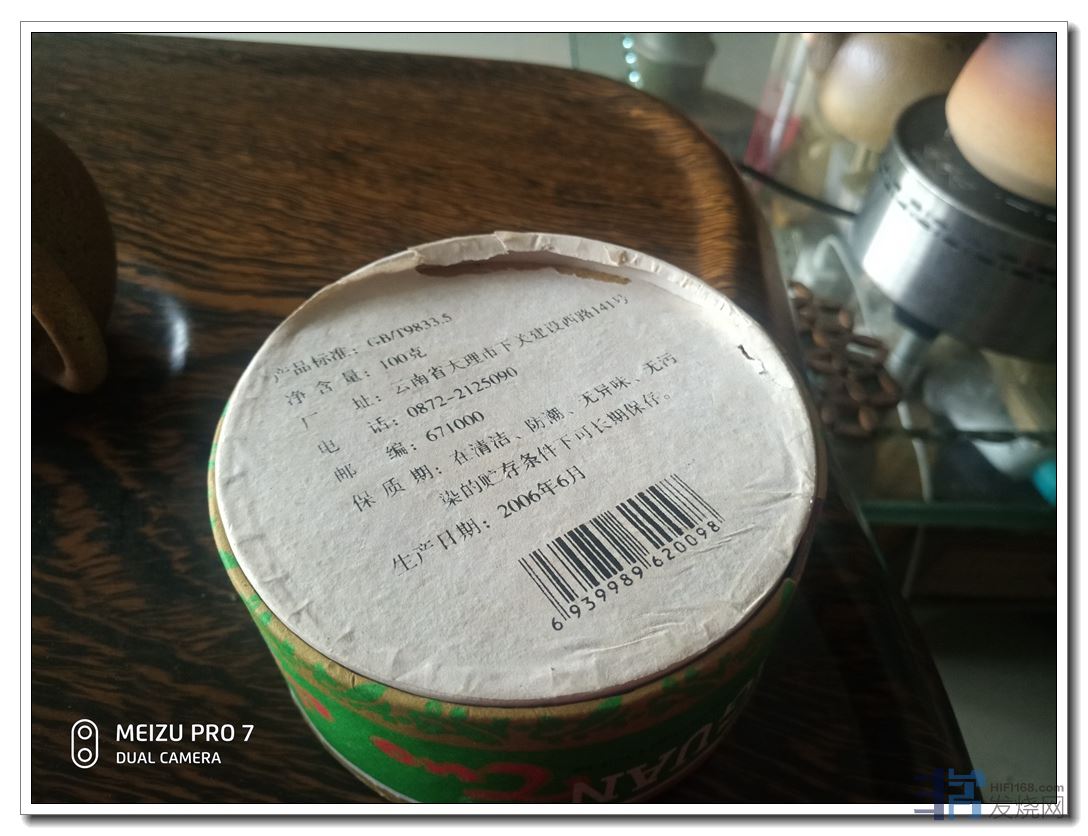 产品标准：GB/T9833.5
净 含 量：100克
厂 址：云南省大理市下关建设西路141号
电 话：0872-2125090
邮 编：671000
保 质 期：在清洁、防潮、无异味、无污
染的贮存条件下可长期保存。
生产日期：2006年6月
6 939989 620098
MEIZU PRO 7
DUAL CAMERA
HIFI168.com
发烧网